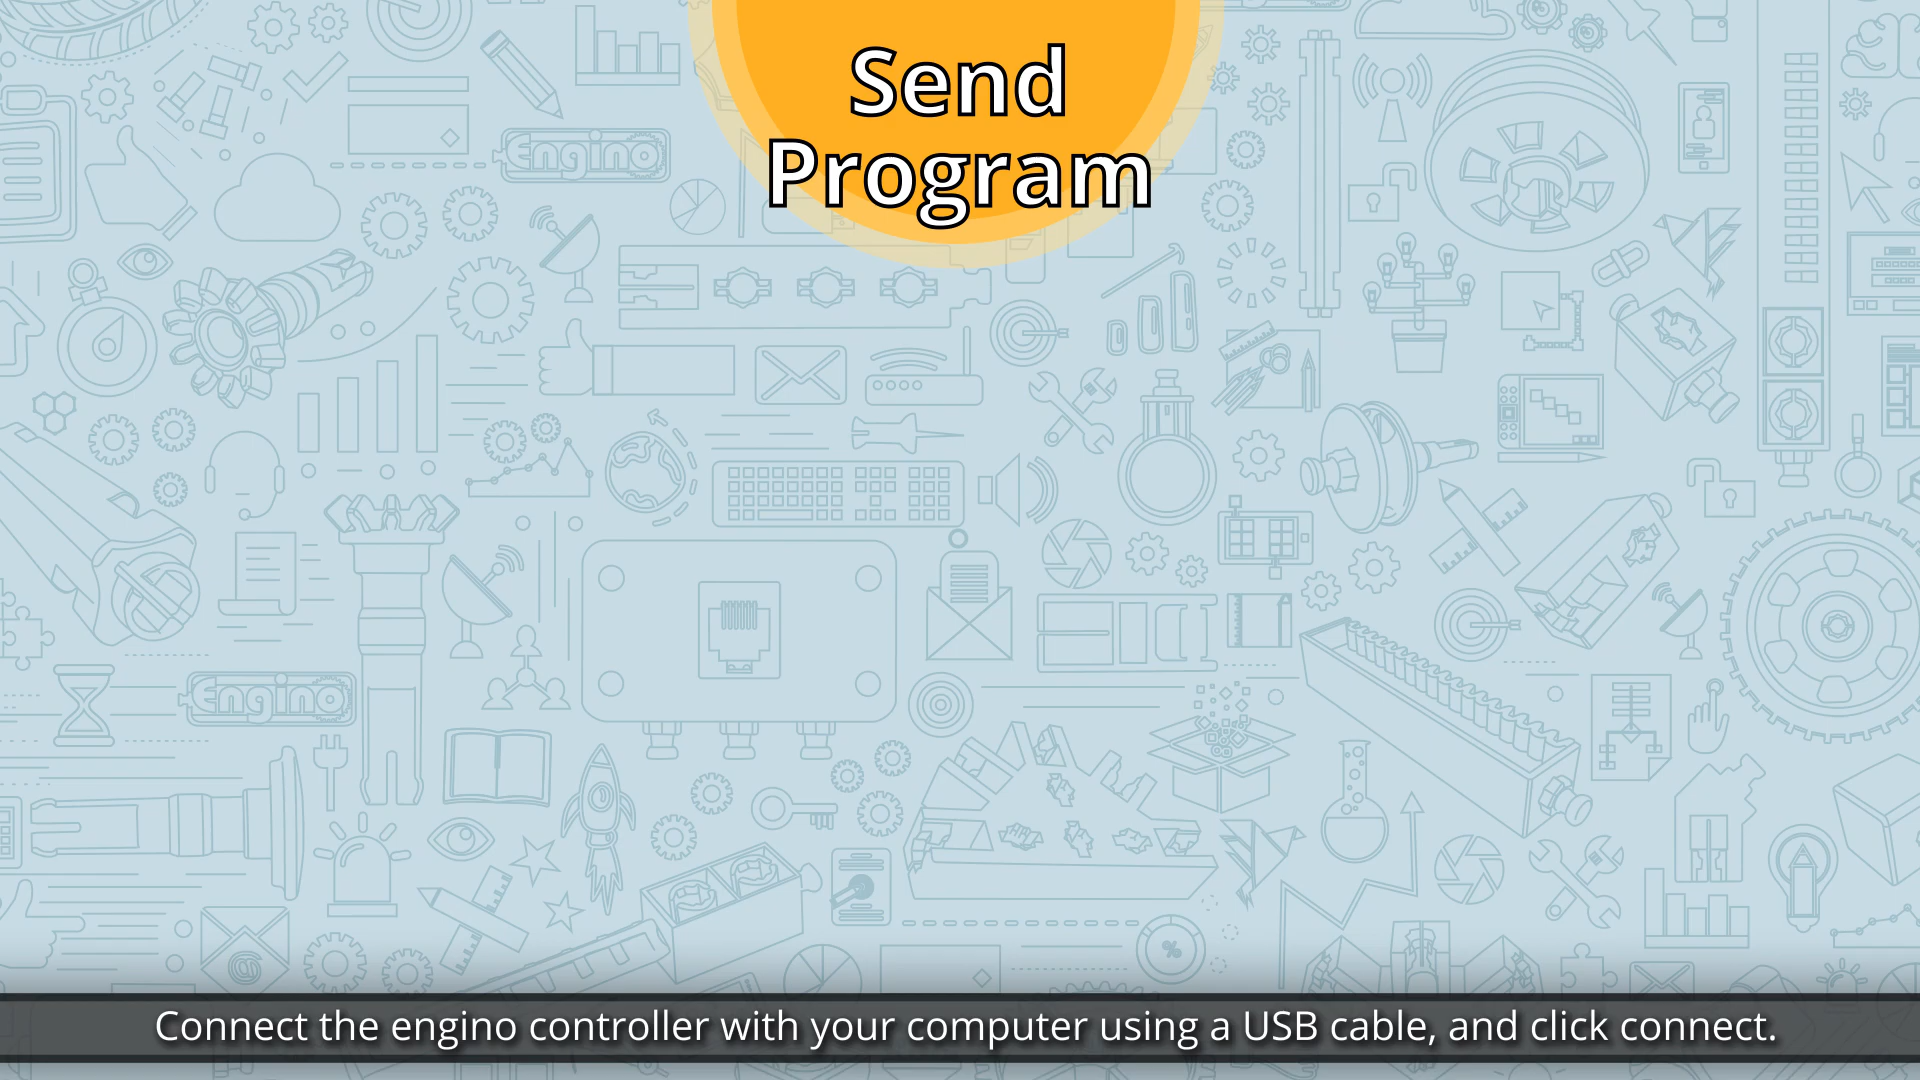 Send
Program
Engino
Engino
@
%
Connect the engino controller with your computer using a USB cable, and click connect.